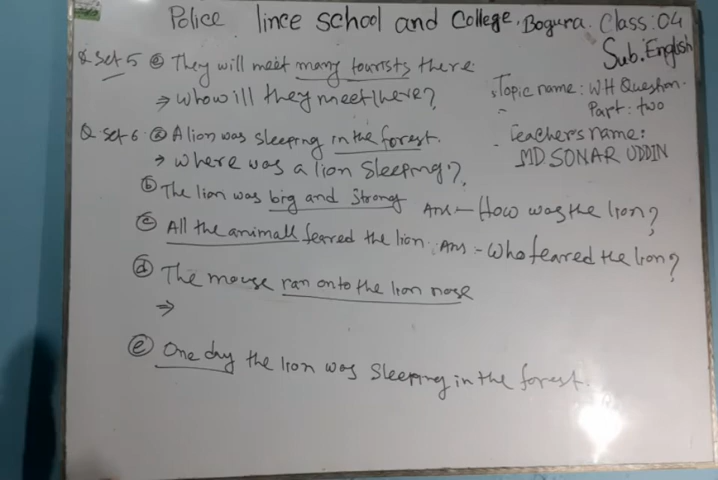 Police lince school and College, Bogura. Class: 04
Sub. English
Q. Set 5 ⓔ They will meet many tourists there.
⇒ Who will they meet there?
Topic name: WH Question.
Part: two
Teachers name:
MD SONAR UDDIN
Q. Set 6 ⓐ A lion was sleeping in the forest.
⇒ Where was a lion sleeping?
ⓑ The lion was big and strong Ans – How was the lion?
ⓒ All the animall feared the lion. Ans :- Who feared the lion?
ⓓ The mouse ran onto the lion nose
⇒
ⓔ One day the lion was sleeping in the forest.